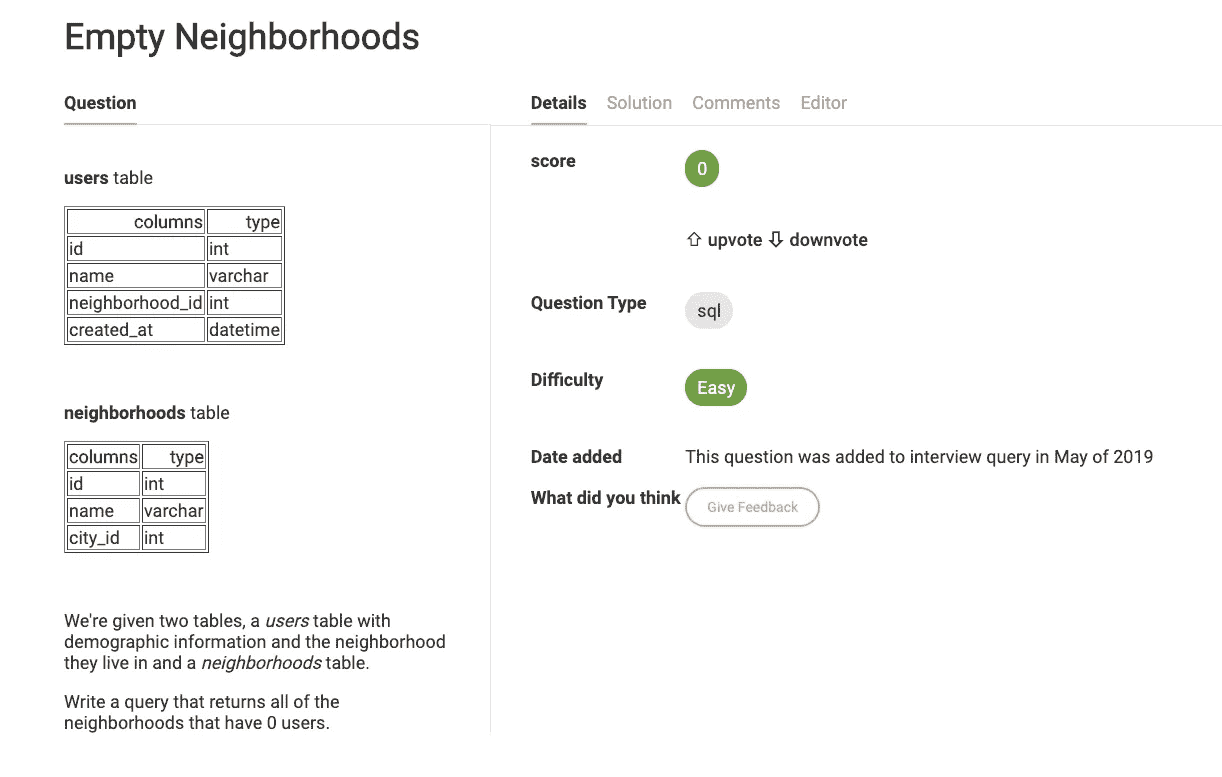 Empty Neighborhoods
Question
users table
columns type
id int
name varchar
neighborhood_id int
created_at datetime
neighborhoods table
columns type
id int
name varchar
city_id int
We're given two tables, a users table with
demographic information and the neighborhood
they live in and a neighborhoods table.
Write a query that returns all of the
neighborhoods that have 0 users.
Details Solution Comments Editor
score 0
⇧ upvote ⇩ downvote
Question Type sql
Difficulty Easy
Date added This question was added to interview query in May of 2019
What did you think Give Feedback